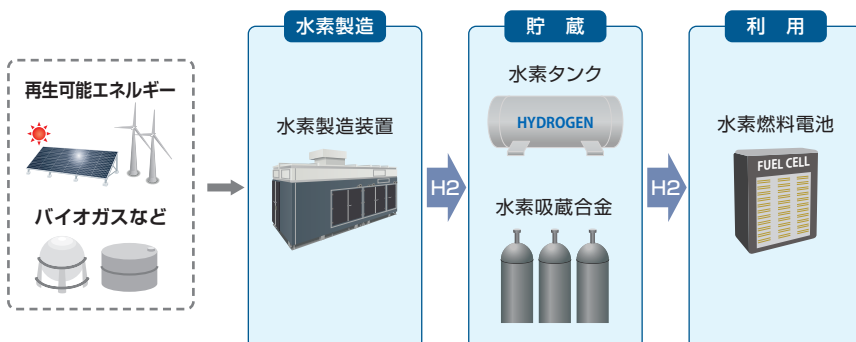 再生可能エネルギー
バイオガスなど
水素製造
水素製造装置
H2
貯 蔵
水素タンク
HYDROGEN
水素吸蔵合金
H2
利 用
水素燃料電池
FUEL CELL